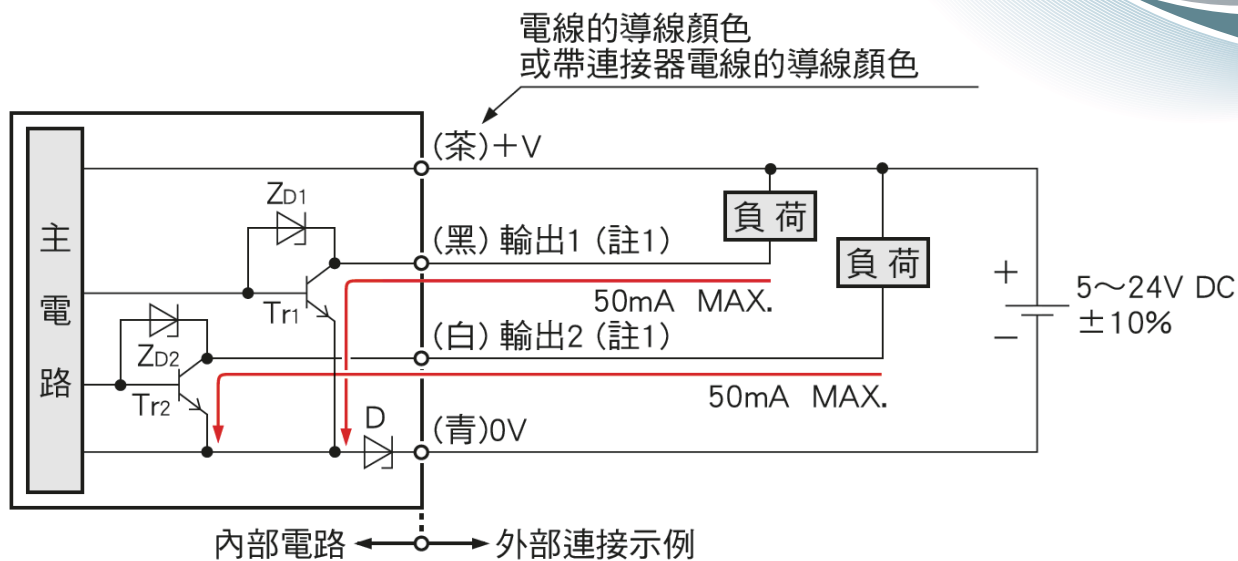 電線的導線顏色
或帶連接器電線的導線顏色
(茶)+V
ZD1
主電路
(黑) 輸出1 (註1)
負荷
負荷
Tr1
50mA MAX.
+
5～24V DC
−
±10%
(白) 輸出2 (註1)
ZD2
Tr2
50mA MAX.
D
(青)0V
內部電路
外部連接示例